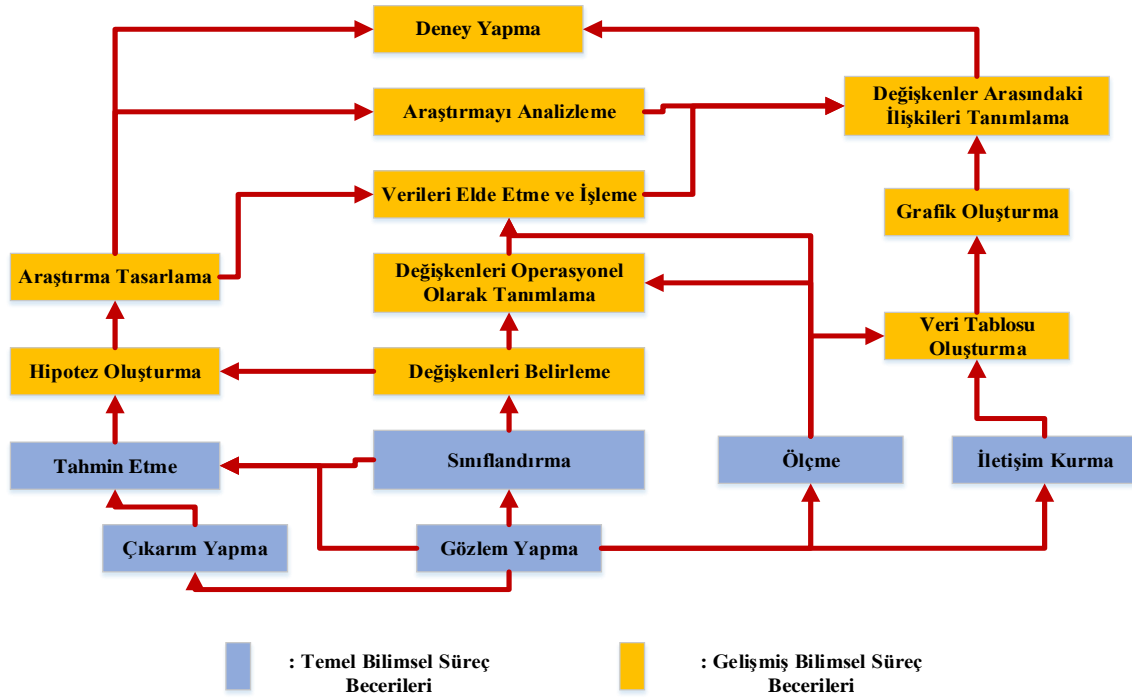 Deney Yapma
Araştırmayı Analizleme
Değişkenler Arasındaki
İlişkileri Tanımlama
Verileri Elde Etme ve İşleme
Grafik Oluşturma
Araştırma Tasarlama
Değişkenleri Operasyonel
Olarak Tanımlama
Veri Tablosu
Oluşturma
Hipotez Oluşturma
Değişkenleri Belirleme
Tahmin Etme
Sınıflandırma
Ölçme
İletişim Kurma
Çıkarım Yapma
Gözlem Yapma
: Temel Bilimsel Süreç
Becerileri
: Gelişmiş Bilimsel Süreç
Becerileri